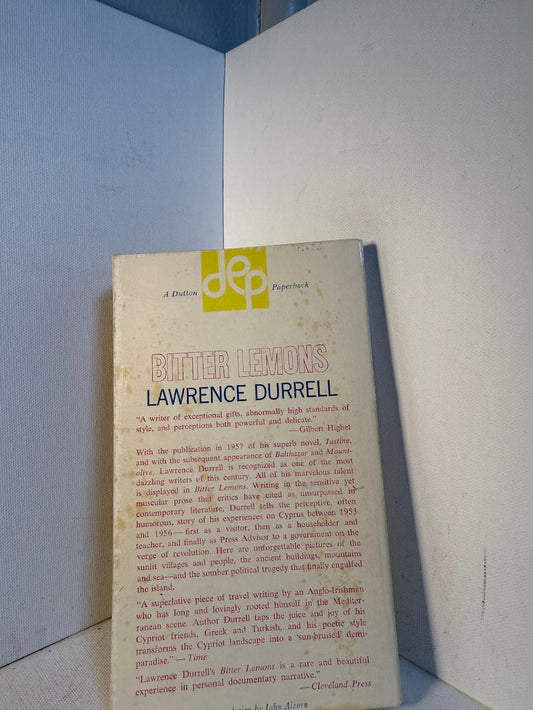 A Dutton dep Paperback
BITTER LEMONS
LAWRENCE DURRELL
"A writer of exceptional gifts, abnormally high standards of
style, and perceptions both powerful and delicate."
— Gilbert Highet
With the publication in 1957 of his superb novel, Justine,
and with the subsequent appearance of Balthazar and Mount-
olive, Lawrence Durrell is recognized as one of the most
dazzling writers of this century. All of his marvelous talent
is displayed in Bitter Lemons. Writing in the sensitive yet
muscular prose that critics have cited as unsurpassed in
contemporary literature, Durrell tells the perceptive, often
humorous, story of his experiences on Cyprus between 1953
and 1956—first as a visitor, then as a householder and
teacher, and finally as Press Advisor to a government on the
verge of revolution. Here are unforgettable pictures of the
sunlit villages and people, the ancient buildings, mountains
and sea—and the somber political tragedy that finally engulfed
the island.
"A superlative piece of travel writing by an Anglo-Irishman
who has long and lovingly rooted himself in the Mediter-
ranean scene. Author Durrell taps the juice and joy of his
Cypriot friends, Greek and Turkish, and his poetic style
transforms the Cypriot landscape into a 'sun-bruised' demi-
paradise."—Time
"Lawrence Durrell's Bitter Lemons is a rare and beautiful
experience in personal documentary narrative."
—Cleveland Press
design by John Alcorn